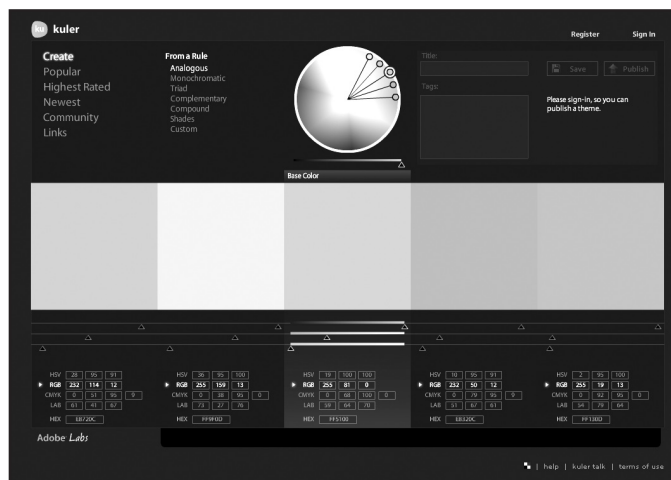 ku kuler
Register Sign In
Create
Popular
Highest Rated
Newest
Community
Links
From a Rule
Analogous
Monochromatic
Triad
Complementary
Compound
Shades
Custom
Title:
Tags:
Save
Publish
Please sign-in, so you can
publish a theme.
Base Color
HSV 28 95 91
RGB 232 114 12
CMYK 0 51 95 9
LAB 61 41 67
HEX E8720C
HSV 36 95 100
RGB 255 159 13
CMYK 0 38 95 0
LAB 73 27 76
HEX FF9F0D
HSV 19 100 100
RGB 255 81 0
CMYK 0 68 100 0
LAB 59 64 70
HEX FF5100
HSV 10 95 91
RGB 232 50 12
CMYK 0 79 95 9
LAB 51 67 61
HEX E8320C
HSV 2 95 100
RGB 255 19 13
CMYK 0 92 95 0
LAB 54 79 64
HEX FF130D
Adobe Labs
| help | kuler talk | terms of use